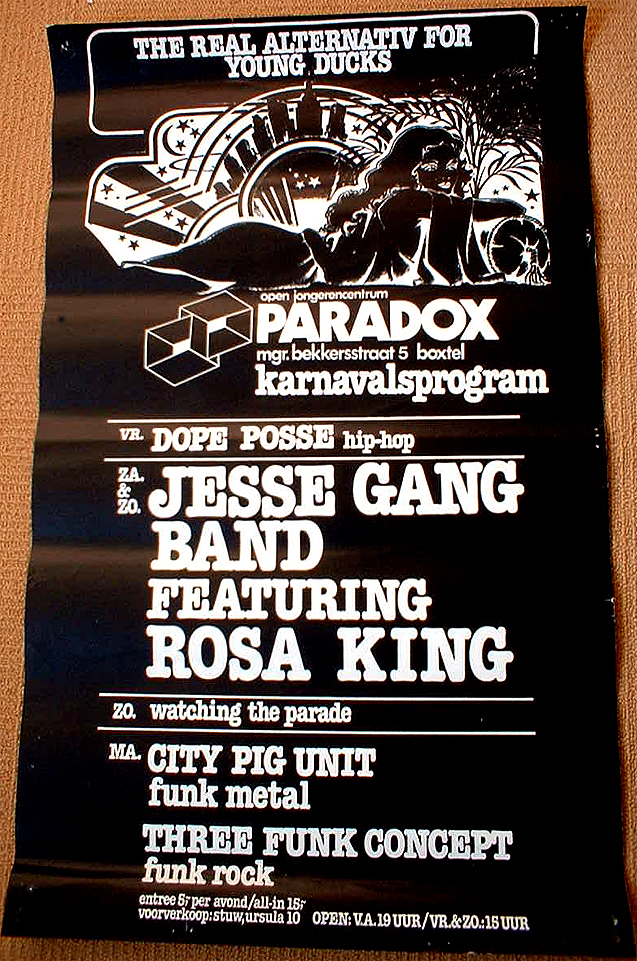 THE REAL ALTERNATIV FOR
YOUNG DUCKS
open jongerencentrum
PARADOX
mgr. bekkersstraat 5 boxtel
karnavalsprogram
VR. DOPE POSSE hip-hop
ZA. & ZO. JESSE GANG
BAND
FEATURING
ROSA KING
ZO. watching the parade
MA. CITY PIG UNIT
funk metal
THREE FUNK CONCEPT
funk rock
entree 5,- per avond/all-in 15,-
voorverkoop: stuw, ursula 10 OPEN: V.A. 19 UUR/VR.& ZO.: 15 UUR